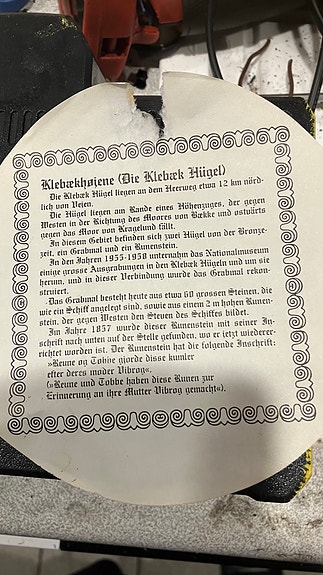 Klebækhøjene (Die Klebæk Hügel)
Die Klebæk Hügel liegen an dem Heerweg etwa 12 km nörd-
lich von Vejen.
Die Hügel liegen am Rande eines Höhenzuges, der gegen
Westen in der Richtung des Moores von Bække und ostwärts
gegen das Moor von Kragelund fällt.
In diesem Gebiet befinden sich zwei Hügel von der Bronze-
zeit, ein Grabmal und ein Runenstein.
In den Jahren 1955-1958 unternahm das Nationalmuseum
einige grosse Ausgrabungen in den Klebæk Hügeln und um sie
herum, und in dieser Verbindung wurde das Grabmal rekon-
struiert.
Das Grabmal besteht heute aus etwa 60 grossen Steinen, die
wie ein Schiff angelegt sind, sowie aus einem 2 m hohen Runen-
stein, der gegen Westen den Steven des Schiffes bildet.
Im Jahre 1857 wurde dieser Runenstein mit seiner In-
schrift nach unten auf der Stelle gefunden, wo er jetzt wiederer-
richtet worden ist. Der Runenstein hat die folgende Inschrift:
»Revne og Tobbe gjorde disse kumler
efter deres moder Vibrog«.
(»Revne und Tobbe haben diese Runen zur
Erinnerung an ihre Mutter Vibrog gemacht«).